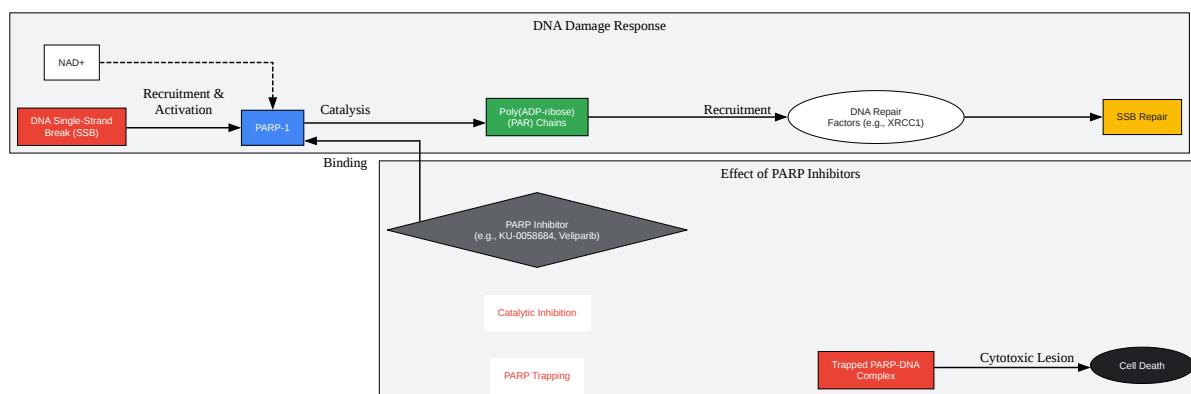 DNA Damage Response
NAD+
Recruitment &
Activation
DNA Single-Strand
Break (SSB)
PARP-1
Catalysis
Poly(ADP-ribose)
(PAR) Chains
Recruitment
DNA Repair
Factors (e.g., XRCC1)
SSB Repair
Binding
Effect of PARP Inhibitors
PARP Inhibitor
(e.g., KU-0058684, Veliparib)
Catalytic Inhibition
PARP Trapping
Trapped PARP-DNA
Complex
Cytotoxic Lesion
Cell Death